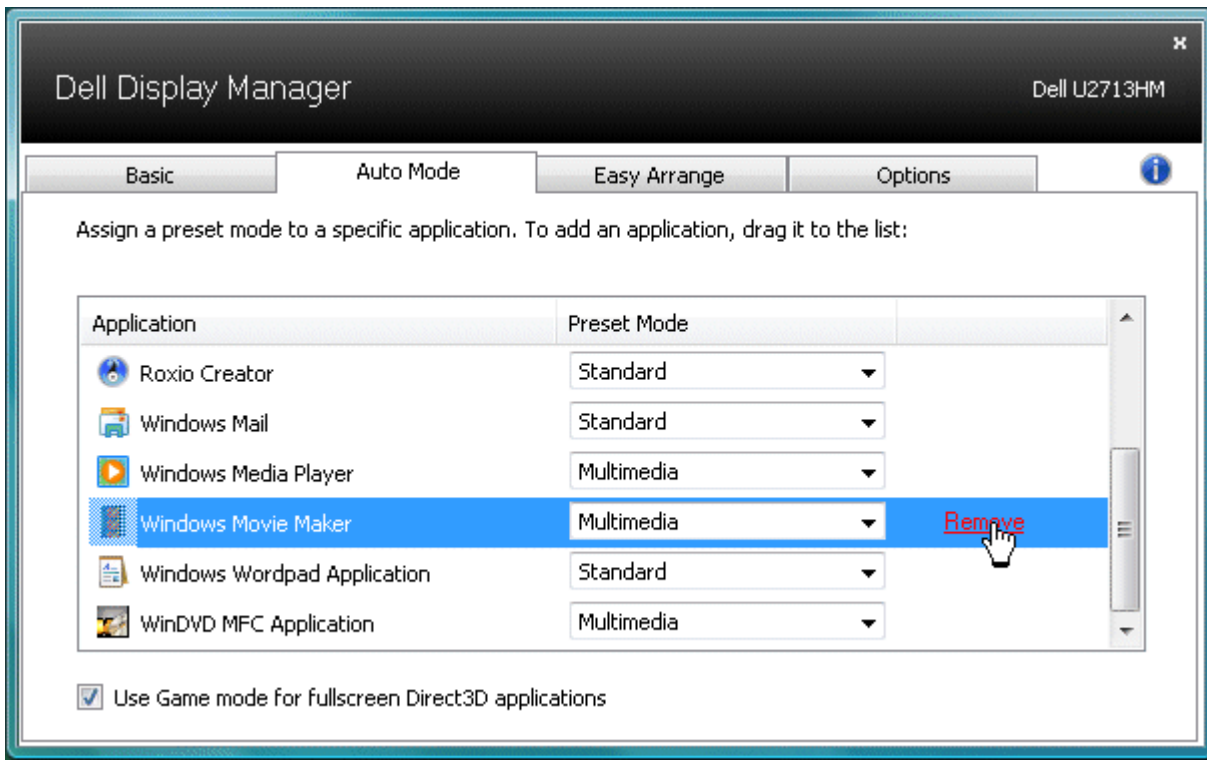 Dell Display Manager
Dell U2713HM
Basic
Auto Mode
Easy Arrange
Options
Assign a preset mode to a specific application. To add an application, drag it to the list:
Application Preset Mode
Roxio Creator Standard
Windows Mail Standard
Windows Media Player Multimedia
Windows Movie Maker Multimedia Remove
Windows Wordpad Application Standard
WinDVD MFC Application Multimedia
Use Game mode for fullscreen Direct3D applications